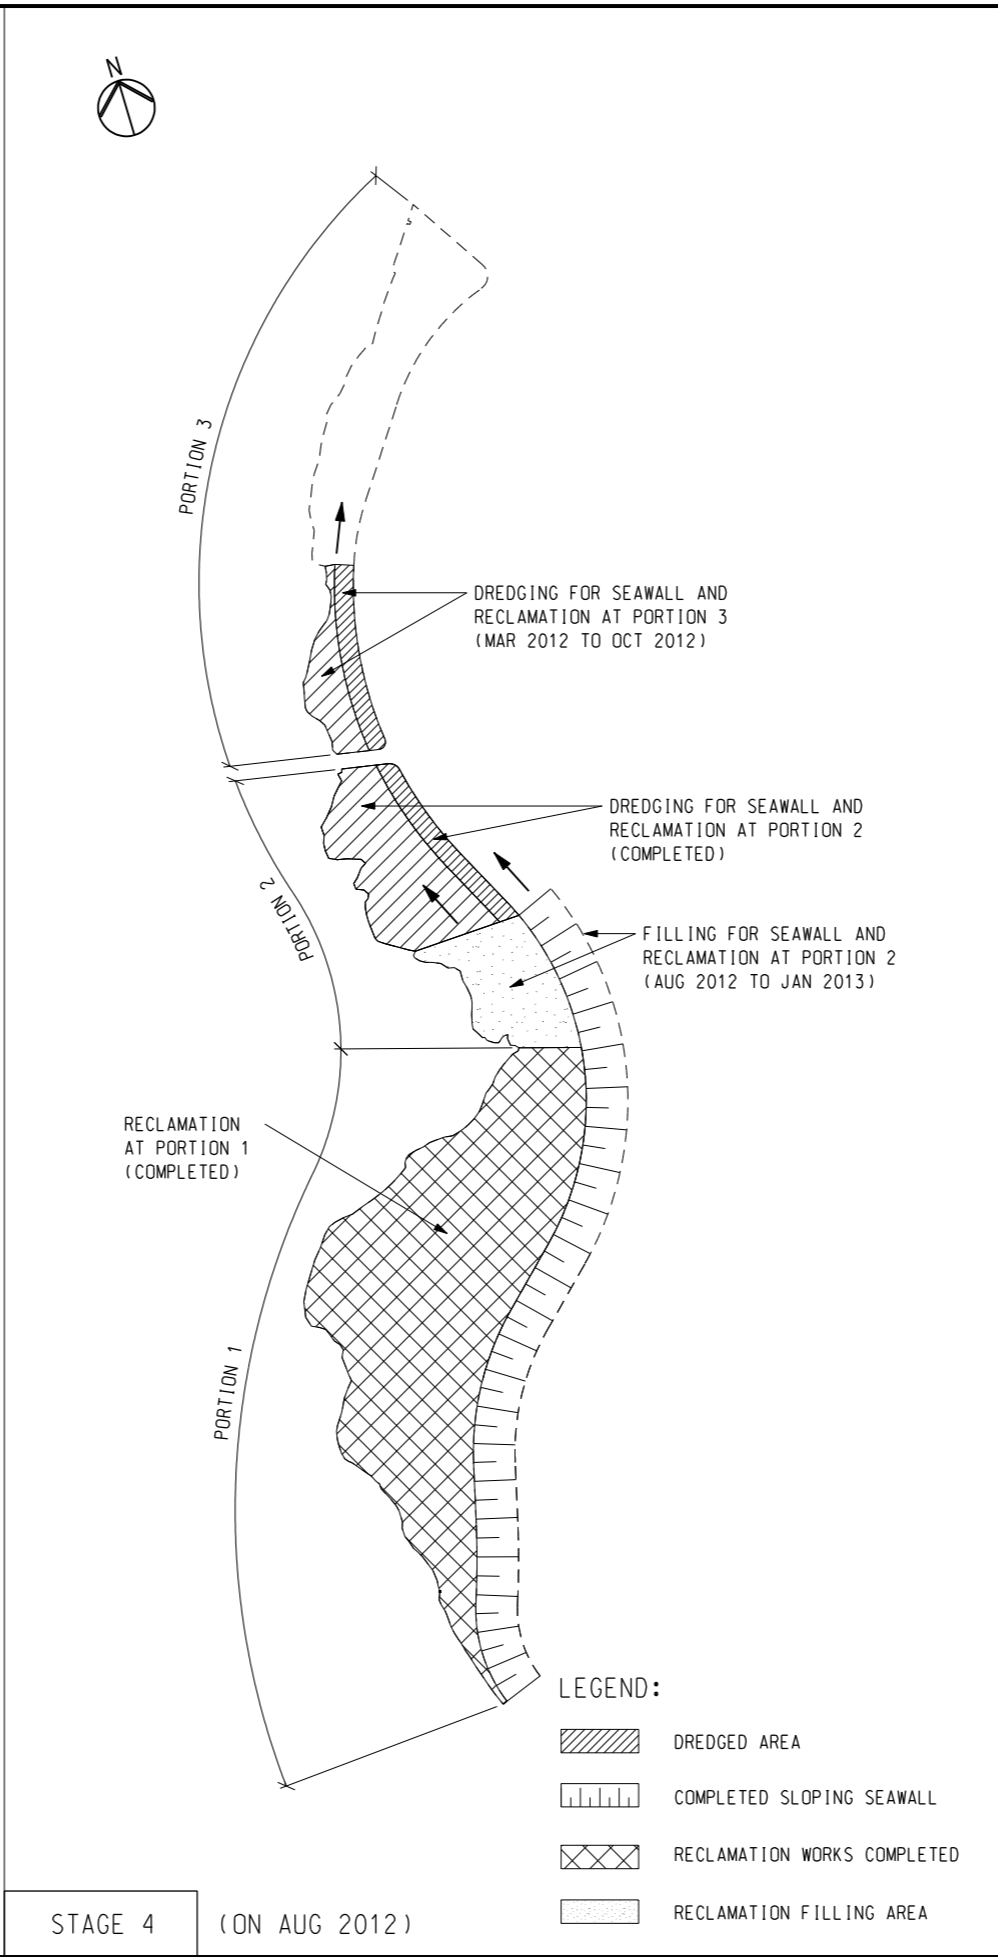 N
PORTION 3
DREDGING FOR SEAWALL AND
RECLAMATION AT PORTION 3
(MAR 2012 TO OCT 2012)
DREDGING FOR SEAWALL AND
RECLAMATION AT PORTION 2
(COMPLETED)
PORTION 2
FILLING FOR SEAWALL AND
RECLAMATION AT PORTION 2
(AUG 2012 TO JAN 2013)
RECLAMATION
AT PORTION 1
(COMPLETED)
PORTION 1
LEGEND:
DREDGED AREA
COMPLETED SLOPING SEAWALL
RECLAMATION WORKS COMPLETED
RECLAMATION FILLING AREA
STAGE 4 (ON AUG 2012)